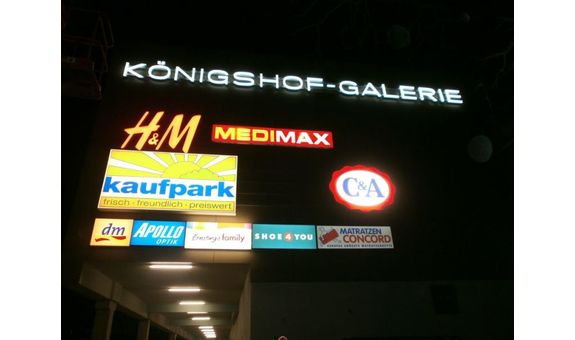 KÖNIGSHOF-GALERIE
H&M
MEDIMAX
kaufpark
frisch · freundlich · preiswert
C&A
dm
APOLLO
OPTIK
Ernsting's family
SHOE4YOU
MATRATZEN
CONCORD